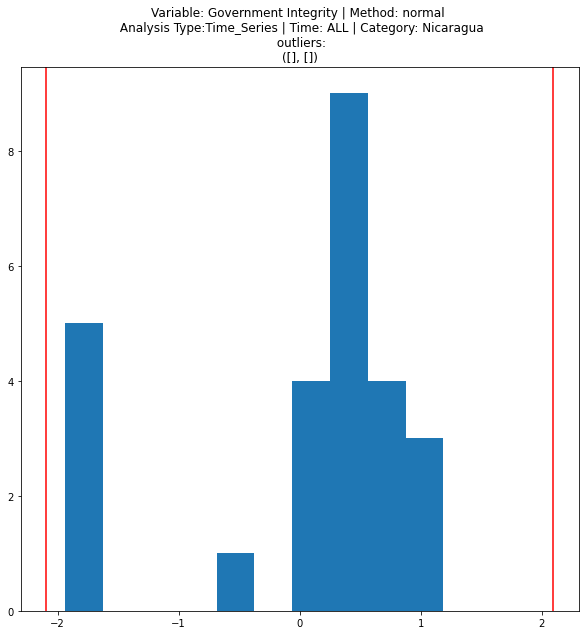 Variable: Government Integrity | Method: normal
Analysis Type:Time_Series | Time: ALL | Category: Nicaragua
outliers:
([], [])
8
6
4
2
0
−2 −1 0 1 2